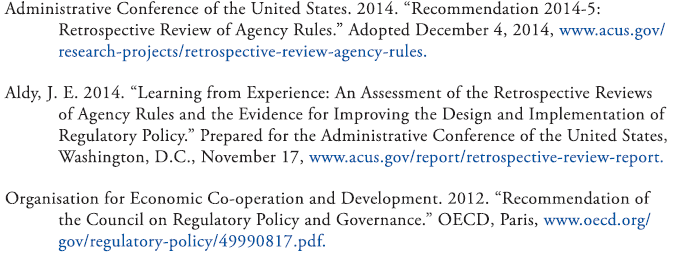 Administrative Conference of the United States. 2014. “Recommendation 2014-5:
Retrospective Review of Agency Rules.” Adopted December 4, 2014, www.acus.gov/
research-projects/retrospective-review-agency-rules.
Aldy, J. E. 2014. “Learning from Experience: An Assessment of the Retrospective Reviews
of Agency Rules and the Evidence for Improving the Design and Implementation of
Regulatory Policy.” Prepared for the Administrative Conference of the United States,
Washington, D.C., November 17, www.acus.gov/report/retrospective-review-report.
Organisation for Economic Co-operation and Development. 2012. “Recommendation of
the Council on Regulatory Policy and Governance.” OECD, Paris, www.oecd.org/
gov/regulatory-policy/49990817.pdf.